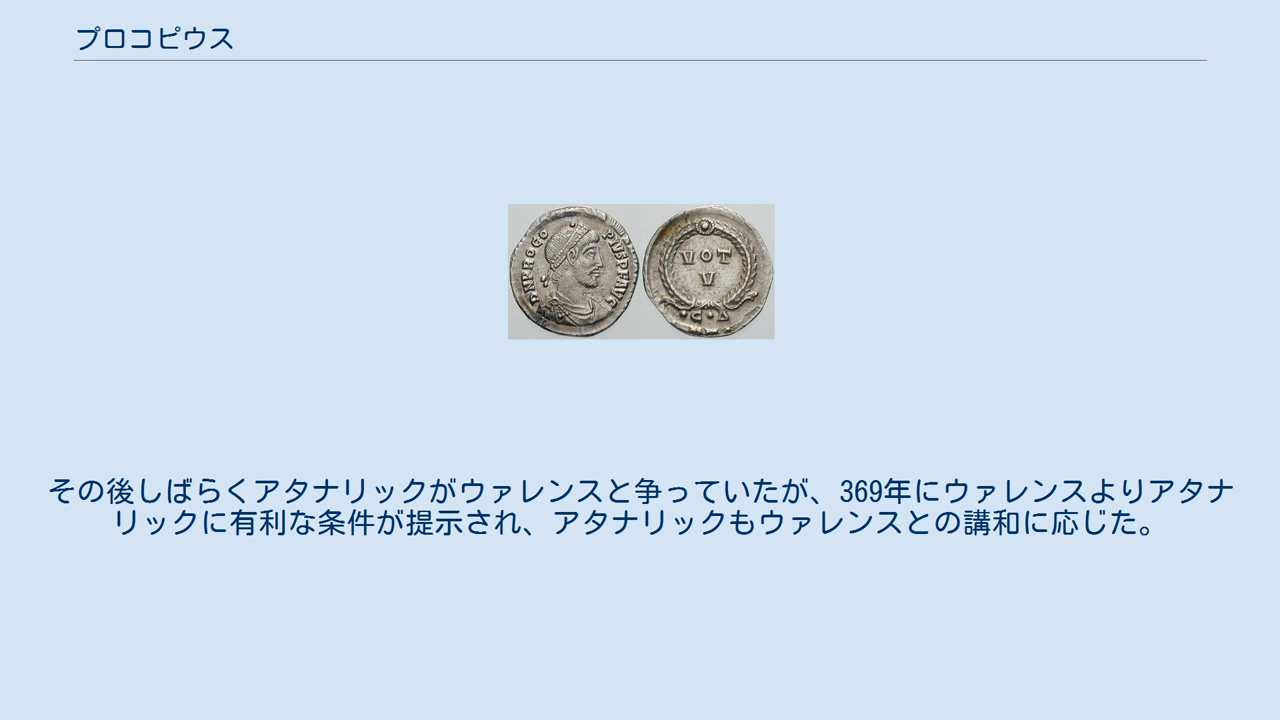 プロコピウス
DNPROCO PIVSPFAVG
VOT
V
•C•Δ
その後しばらくアタナリックがウァレンスと争っていたが、369年にウァレンスよりアタナ
リックに有利な条件が提示され、アタナリックもウァレンスとの講和に応じた。